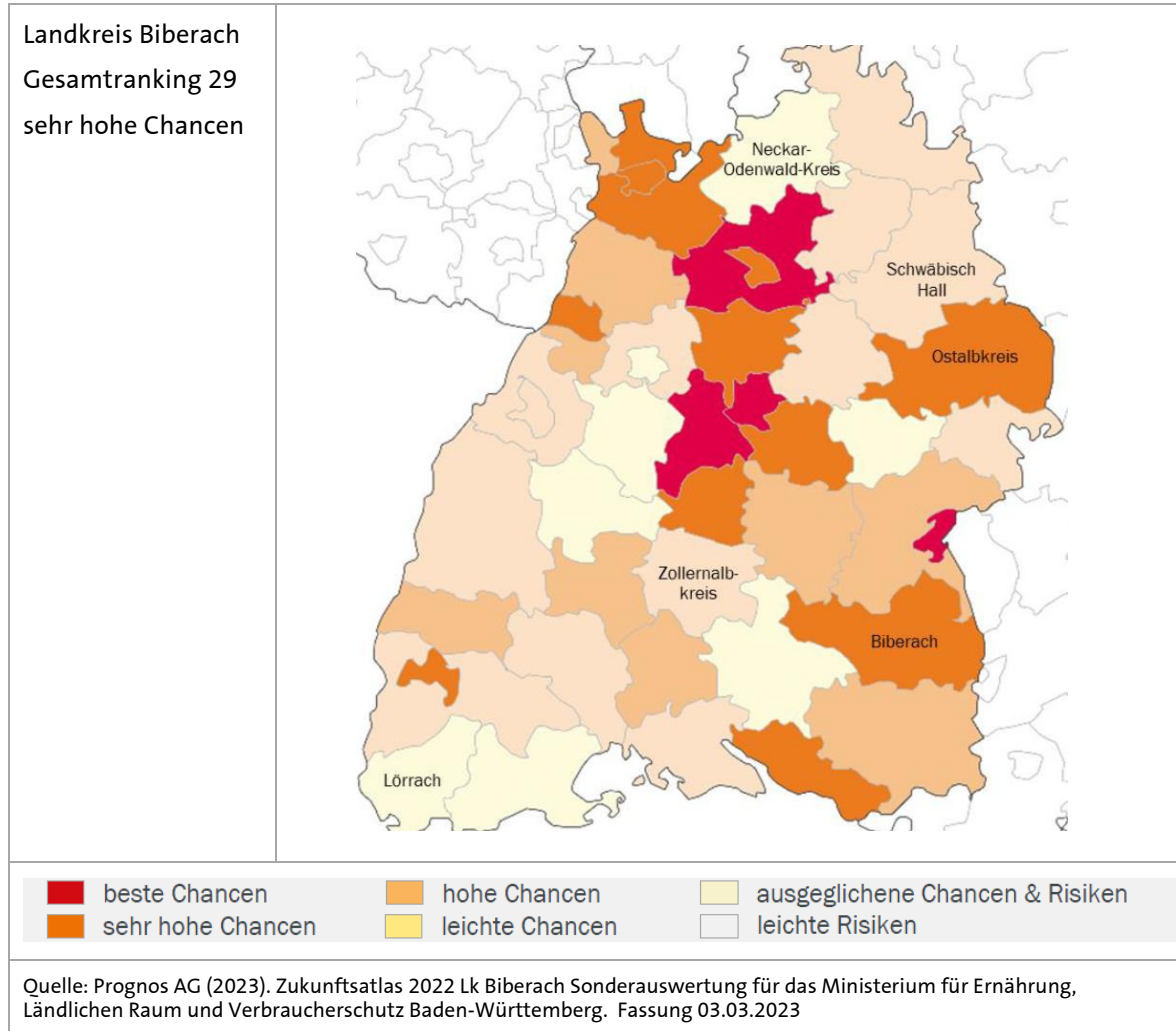 Landkreis Biberach
Gesamtranking 29
sehr hohe Chancen
Neckar-
Odenwald-Kreis
Schwäbisch
Hall
Ostalbkreis
Zollernalb-
kreis
Biberach
Lörrach
beste Chancen
hohe Chancen
ausgeglichene Chancen & Risiken
sehr hohe Chancen
leichte Chancen
leichte Risiken
Quelle: Prognos AG (2023). Zukunftsatlas 2022 Lk Biberach Sonderauswertung für das Ministerium für Ernährung,
Ländlichen Raum und Verbraucherschutz Baden-Württemberg. Fassung 03.03.2023